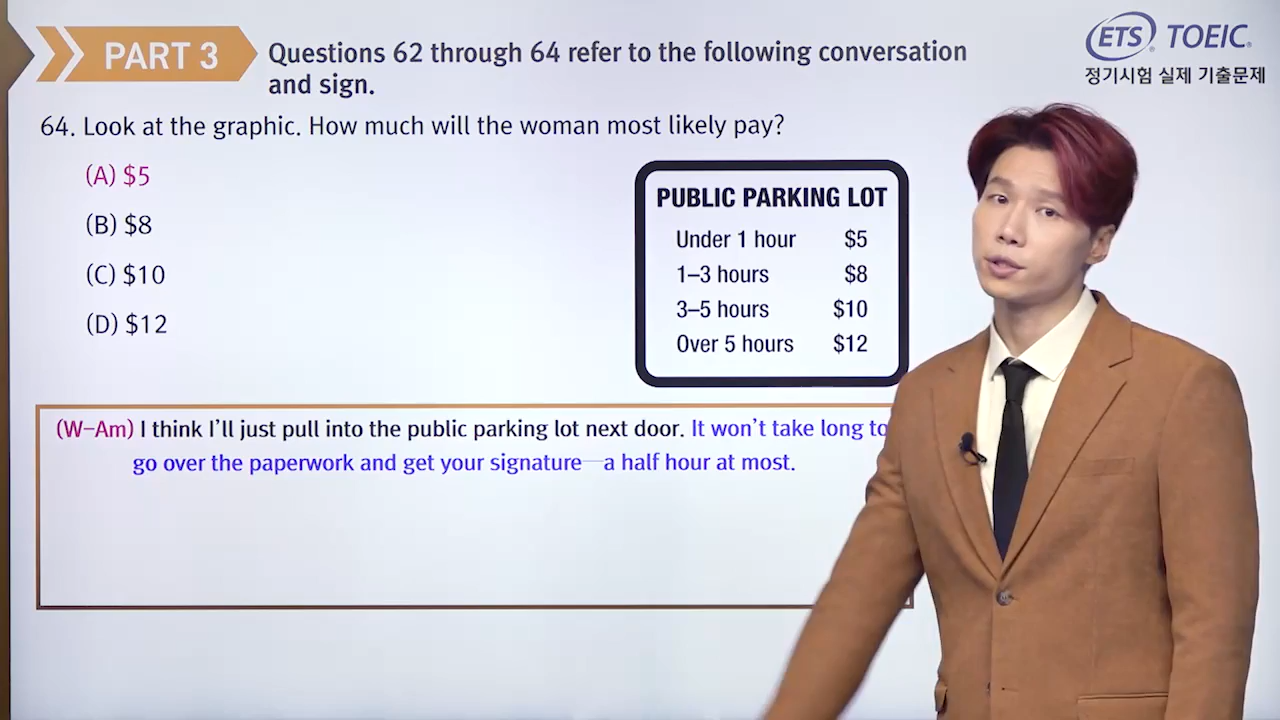 PART 3
Questions 62 through 64 refer to the following conversation
and sign.
ETS TOEIC
정기시험 실제 기출문제
64. Look at the graphic. How much will the woman most likely pay?
(A) $5
(B) $8
(C) $10
(D) $12
PUBLIC PARKING LOT
Under 1 hour $5
1–3 hours $8
3–5 hours $10
Over 5 hours $12
(W–Am) I think I'll just pull into the public parking lot next door. It won't take long to
go over the paperwork and get your signature—a half hour at most.